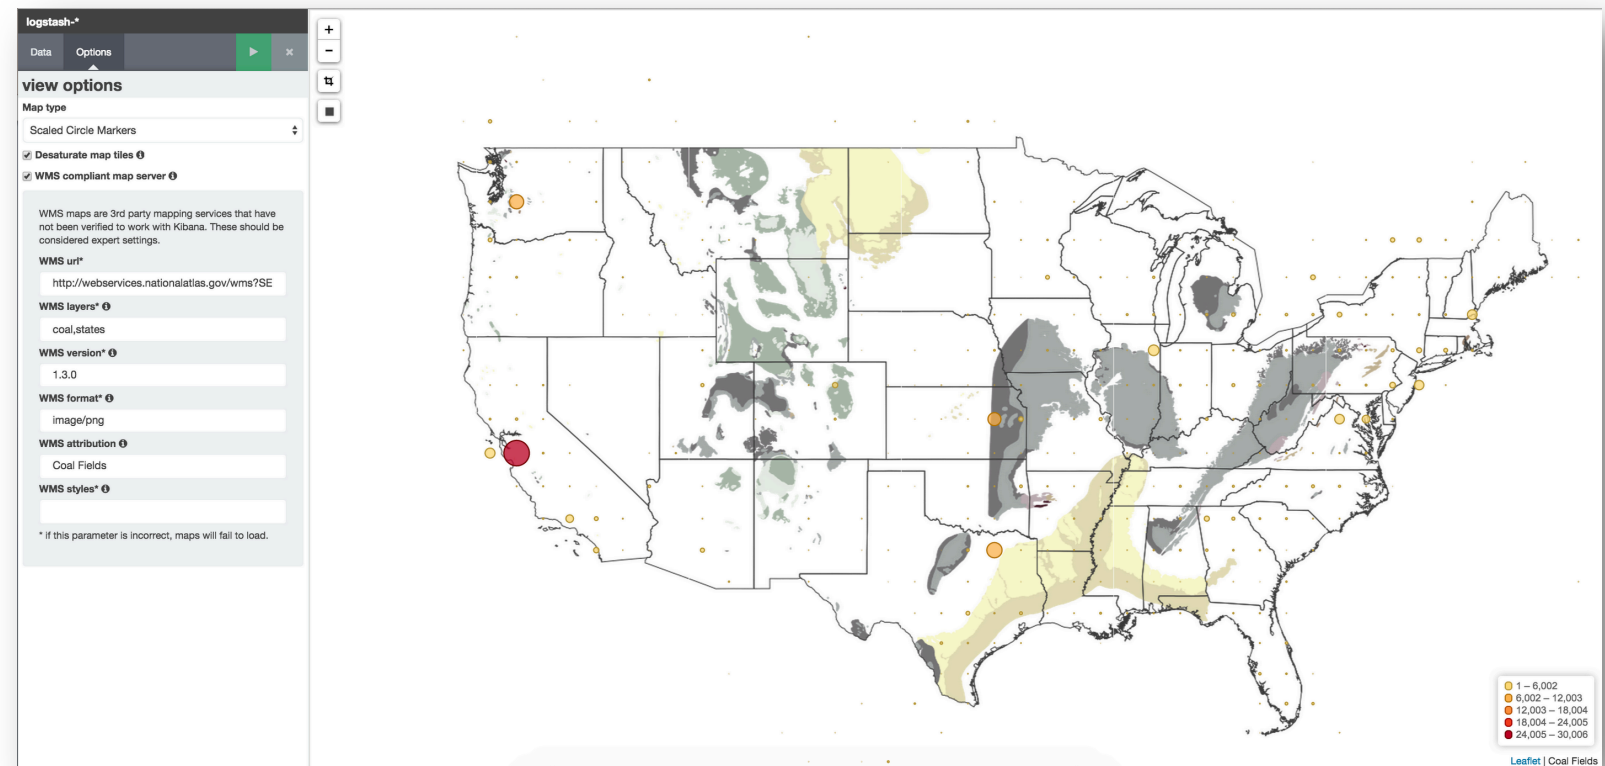 logstash-*
Data
Options
view options
Map type
Scaled Circle Markers
Desaturate map tiles
WMS compliant map server
WMS maps are 3rd party mapping services that have
not been verified to work with Kibana. These should be
considered expert settings.
WMS url*
http://webservices.nationalatlas.gov/wms?SE
WMS layers*
coal,states
WMS version*
1.3.0
WMS format*
image/png
WMS attribution
Coal Fields
WMS styles*
* if this parameter is incorrect, maps will fail to load.
1 – 6,002
6,002 – 12,003
12,003 – 18,004
18,004 – 24,005
24,005 – 30,006
Leaflet | Coal Fields